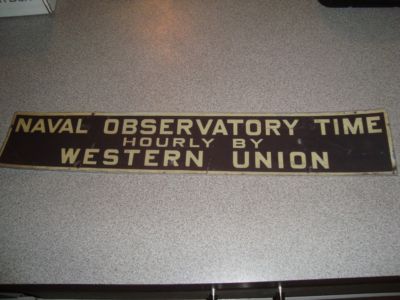 NAVAL OBSERVATORY TIME
HOURLY BY
WESTERN UNION